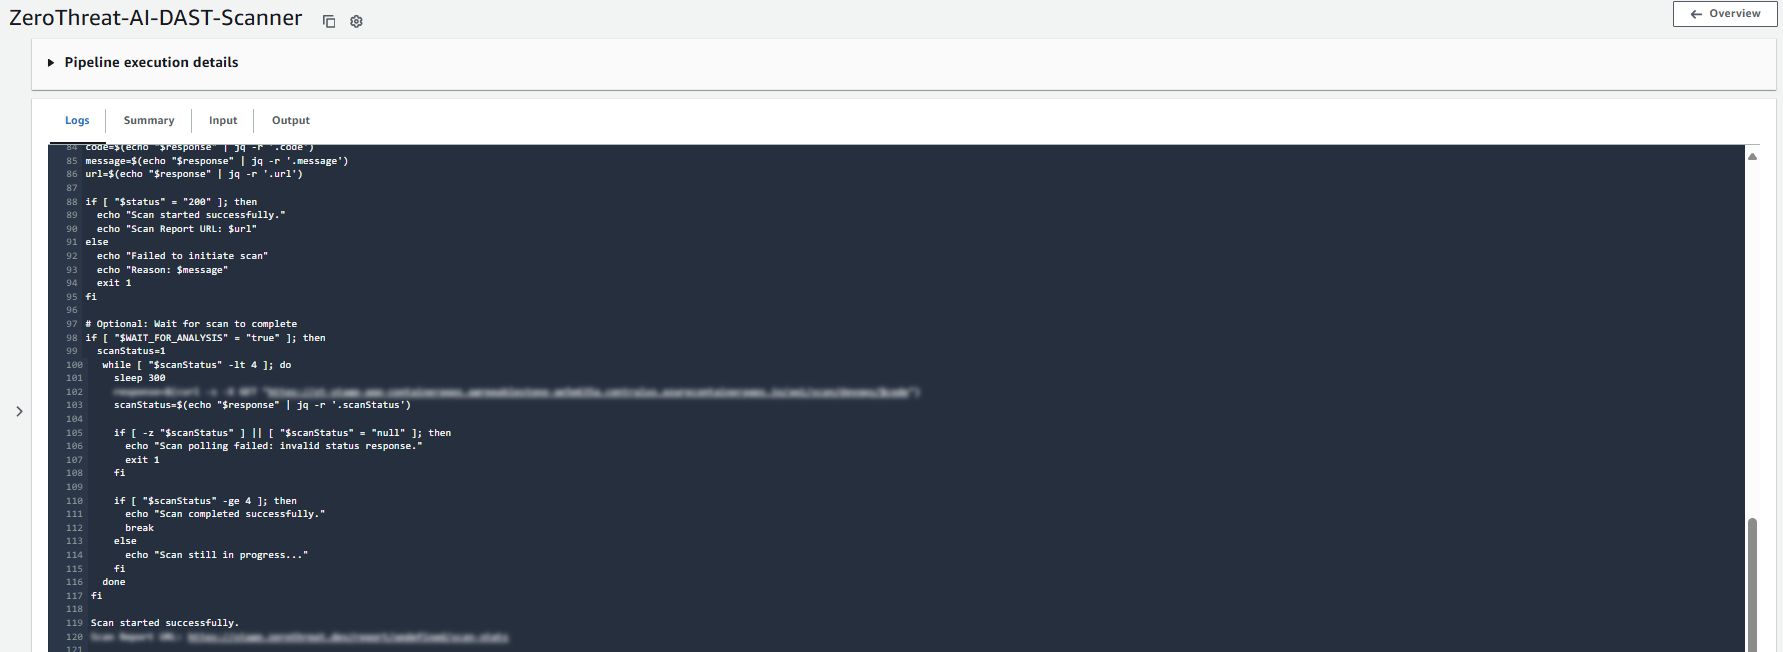 ZeroThreat-AI-DAST-Scanner
Overview
Pipeline execution details
Logs
Summary
Input
Output
84 code=$(echo "$response" | jq -r '.code')
85 message=$(echo "$response" | jq -r '.message')
86 url=$(echo "$response" | jq -r '.url')
87
88 if [ "$status" = "200" ]; then
89 echo "Scan started successfully."
90 echo "Scan Report URL: $url"
91 else
92 echo "Failed to initiate scan"
93 echo "Reason: $message"
94 exit 1
95 fi
96
97 # Optional: Wait for scan to complete
98 if [ "$WAIT_FOR_ANALYSIS" = "true" ]; then
99 scanStatus=1
100 while [ "$scanStatus" -lt 4 ]; do
101 sleep 300
102
103 scanStatus=$(echo "$response" | jq -r '.scanStatus')
104
105 if [ -z "$scanStatus" ] || [ "$scanStatus" = "null" ]; then
106 echo "Scan polling failed: invalid status response."
107 exit 1
108 fi
109
110 if [ "$scanStatus" -ge 4 ]; then
111 echo "Scan completed successfully."
112 break
113 else
114 echo "Scan still in progress..."
115 fi
116 done
117 fi
118
119 Scan started successfully.
120 Scan Report URL:
121